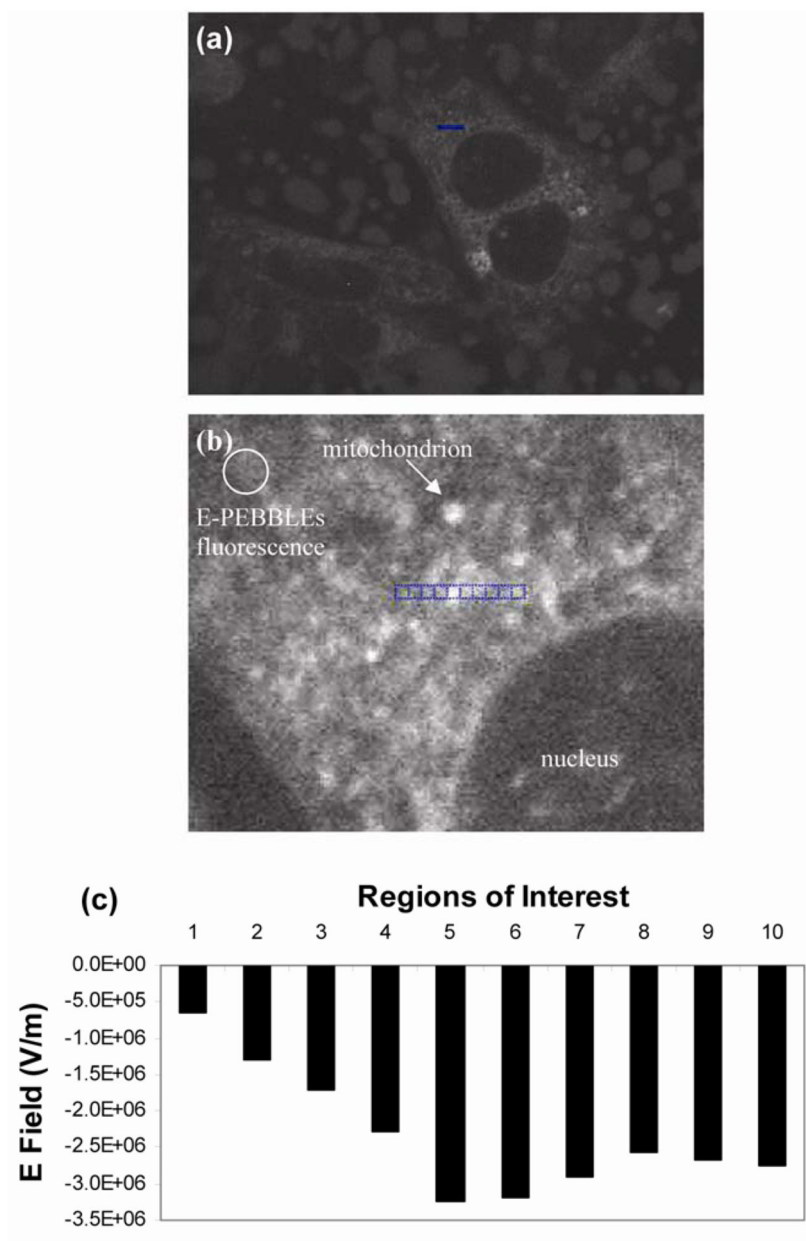 (a)
(b)
mitochondrion
E-PEBBLEs
fluorescence
nucleus
(c)
Regions of Interest
1 2 3 4 5 6 7 8 9 10
0.0E+00
-5.0E+05
-1.0E+06
-1.5E+06
-2.0E+06
-2.5E+06
-3.0E+06
-3.5E+06
E Field (V/m)